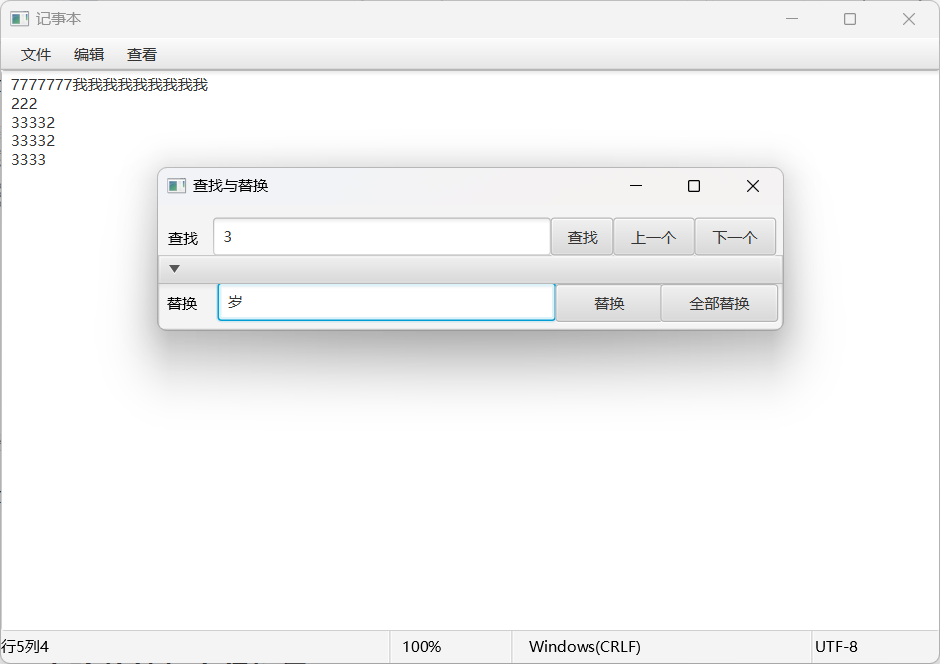 记事本
文件 编辑 查看
7777777我我我我我我我我我
222
33332
33332
3333
查找与替换
查找 3 查找 上一个 下一个
替换 岁 替换 全部替换
行5列4 100% Windows(CRLF) UTF-8